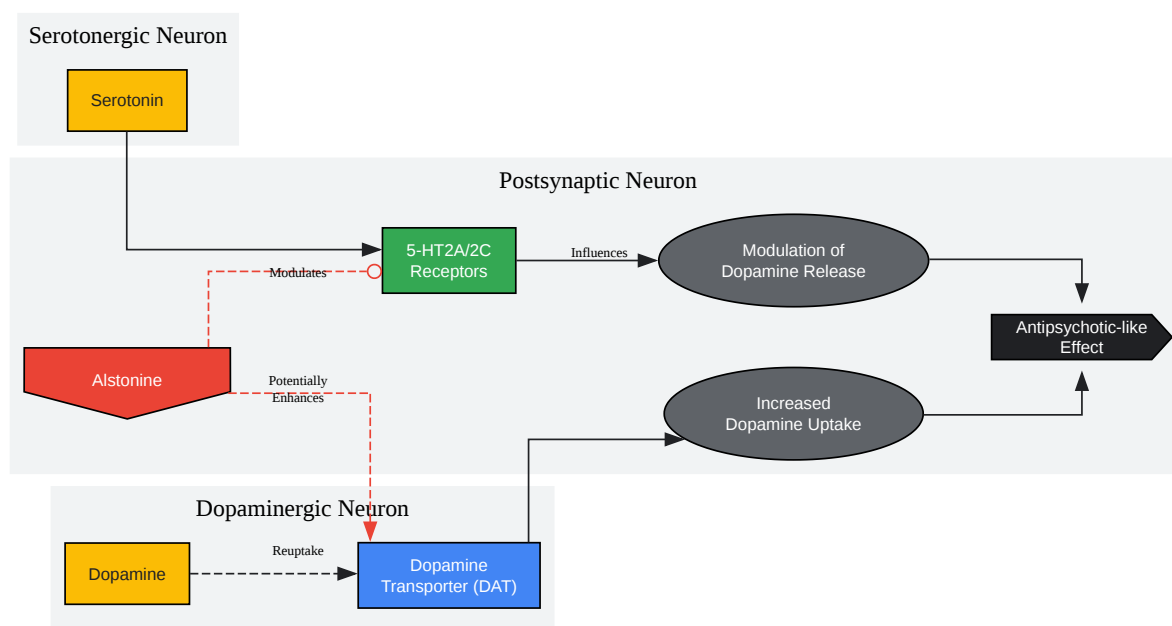 Serotonergic Neuron
Serotonin
Postsynaptic Neuron
5-HT2A/2C
Receptors
Influences
Modulation of
Dopamine Release
Modulates
Antipsychotic-like
Effect
Alstonine
Potentially
Enhances
Increased
Dopamine Uptake
Dopaminergic Neuron
Dopamine
Reuptake
Dopamine
Transporter (DAT)